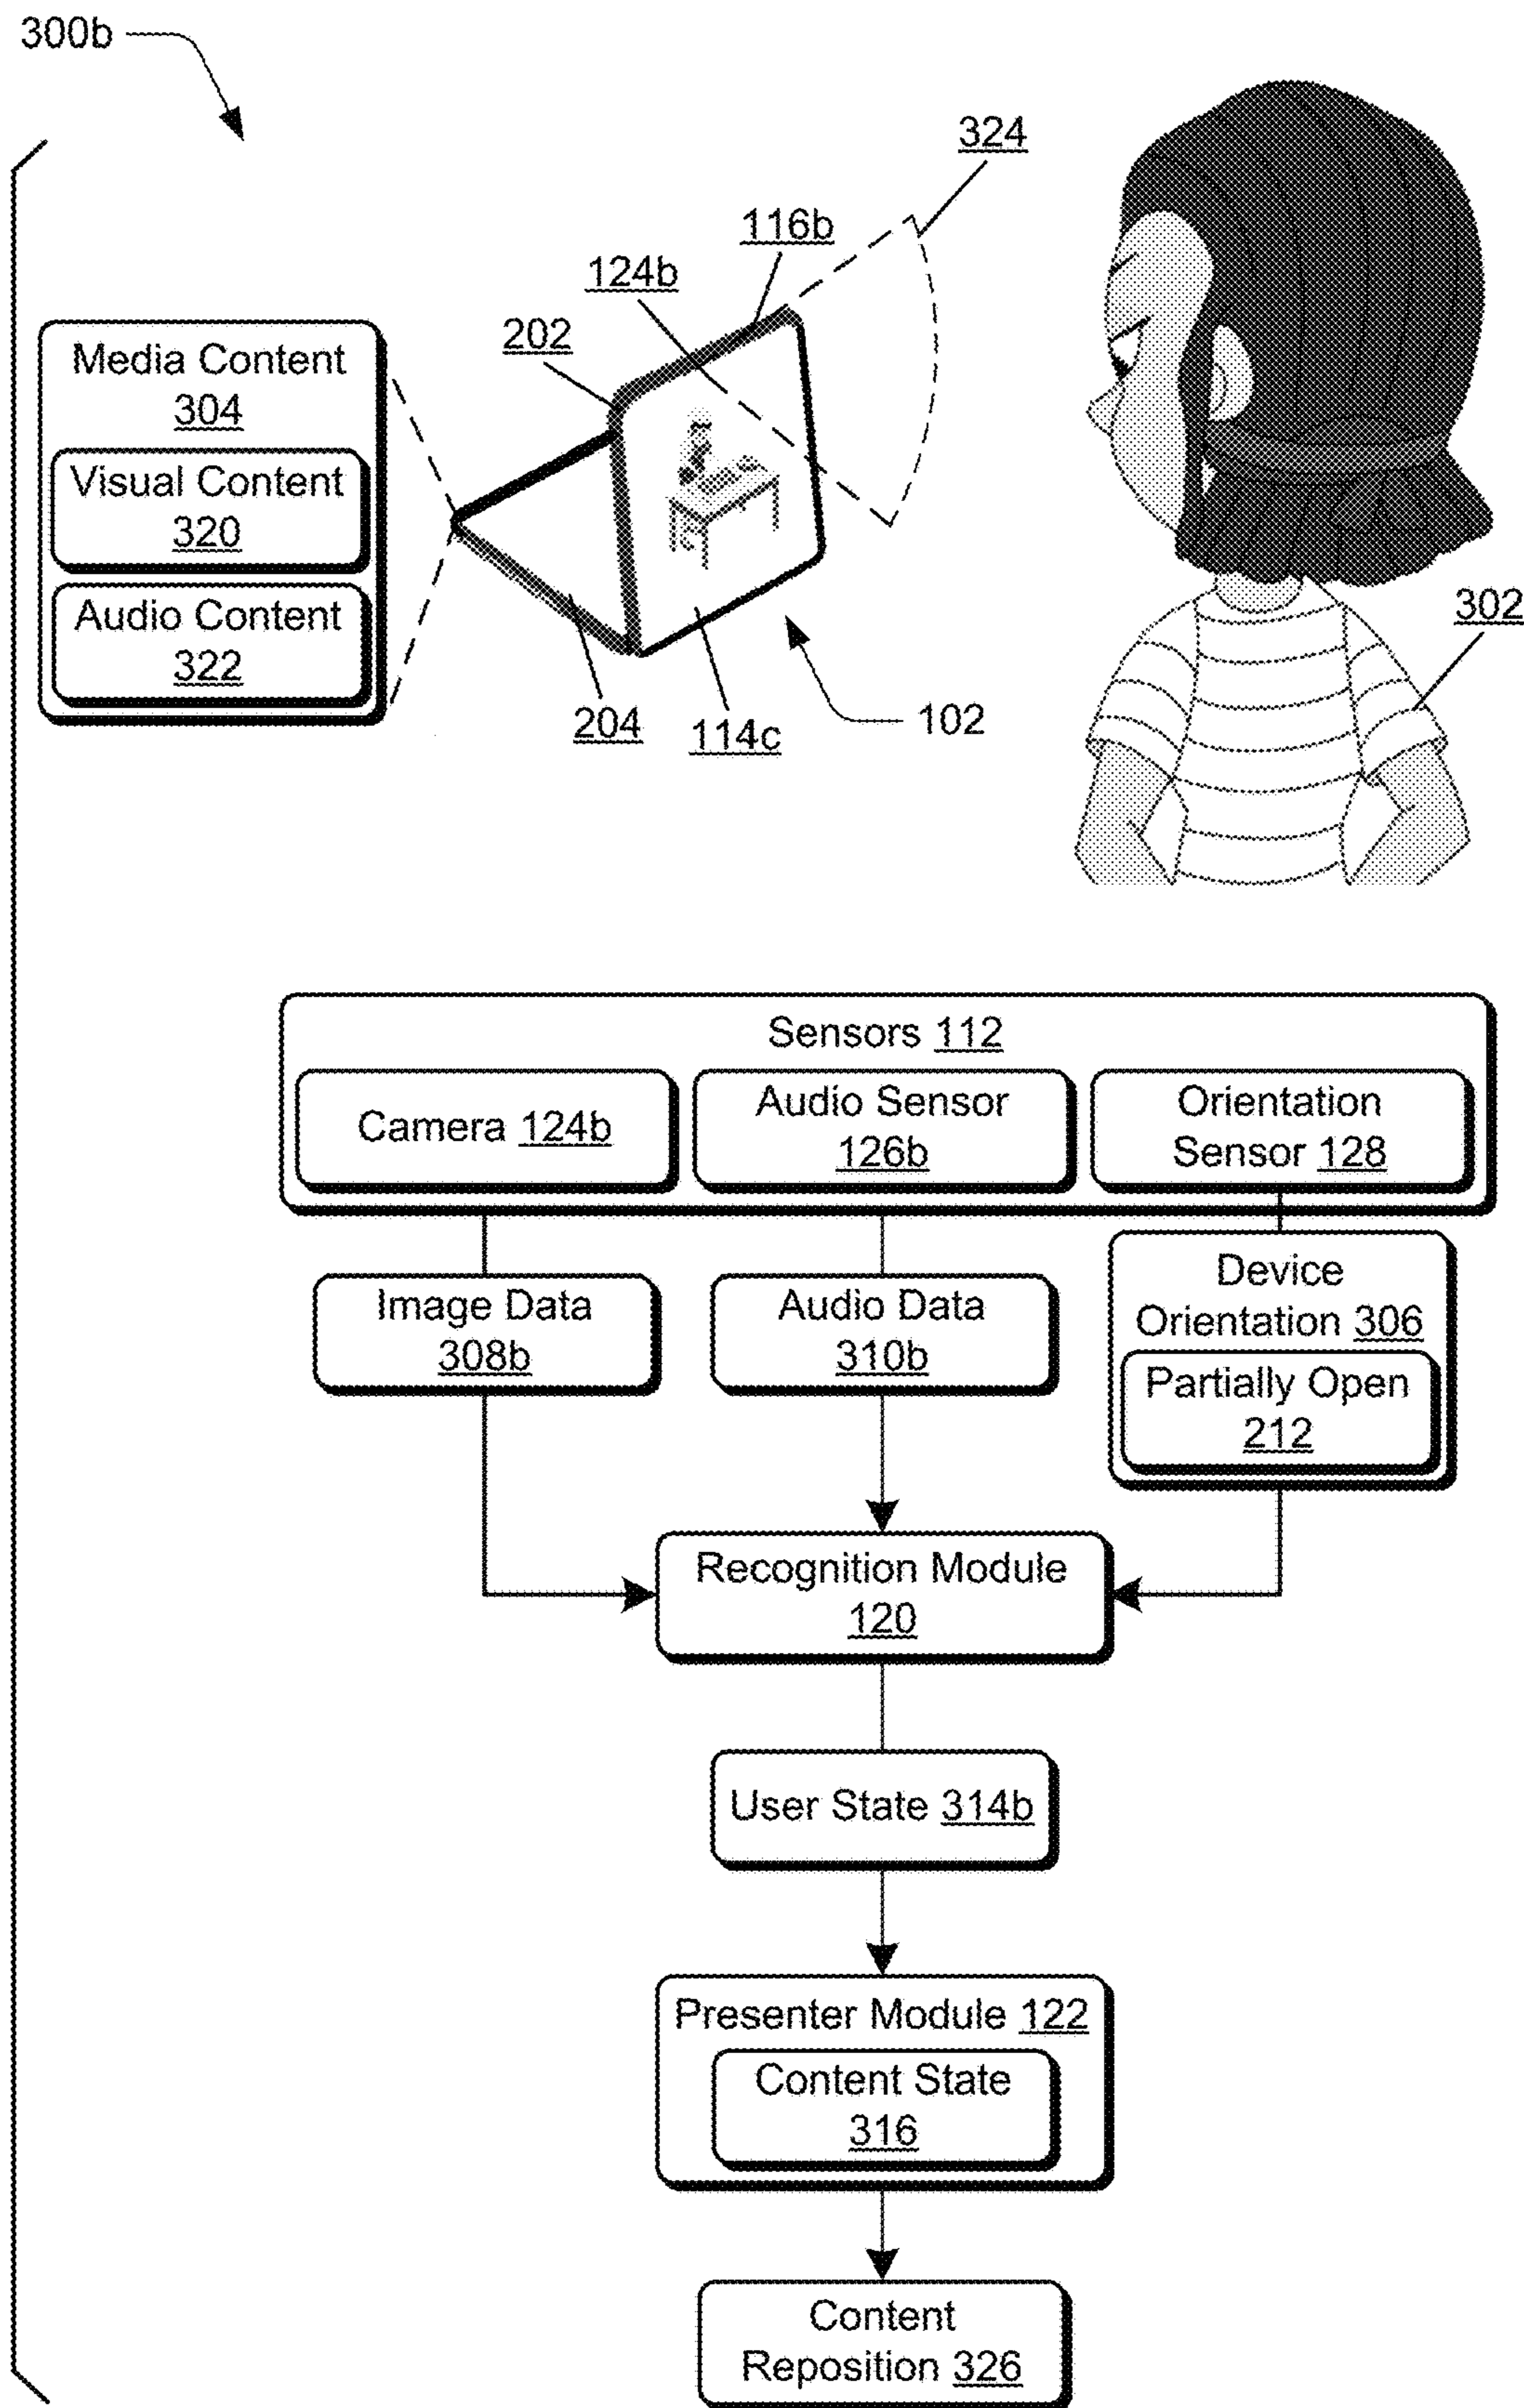 300b
324
116b
124b
202
Media Content
304
Visual Content
320
Audio Content
322
302
204
114c
102
Sensors 112
Camera 124b
Audio Sensor
126b
Orientation
Sensor 128
Image Data
308b
Audio Data
310b
Device
Orientation 306
Partially Open
212
Recognition Module
120
User State 314b
Presenter Module 122
Content State
316
Content
Reposition 326